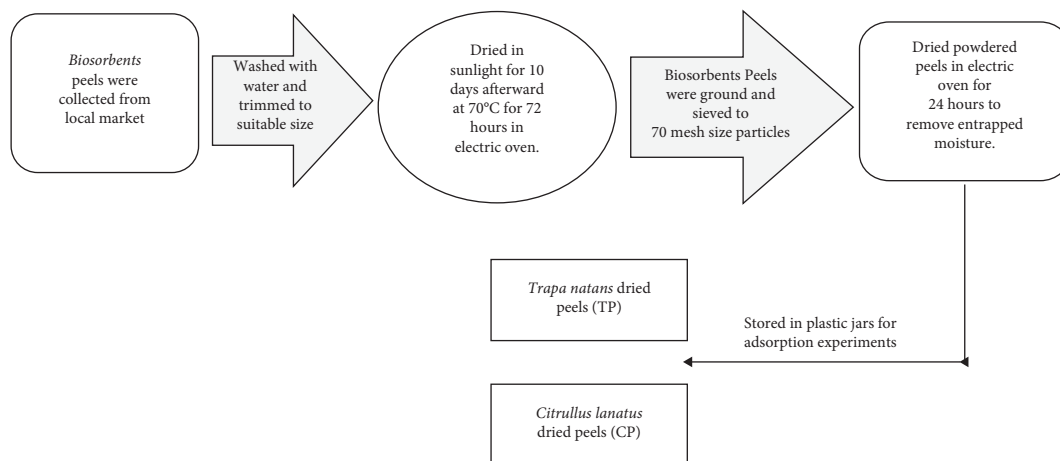 Biosorbents
peels were
collected from
local market
Washed with
water and
trimmed to
suitable size
Dried in
sunlight for 10
days afterward
at 70°C for 72
hours in
electric oven.
Biosorbents Peels
were ground and
sieved to
70 mesh size particles
Dried powdered
peels in electric
oven for
24 hours to
remove entrapped
moisture.
Stored in plastic jars for
adsorption experiments
Trapa natans dried
peels (TP)
Citrullus lanatus
dried peels (CP)